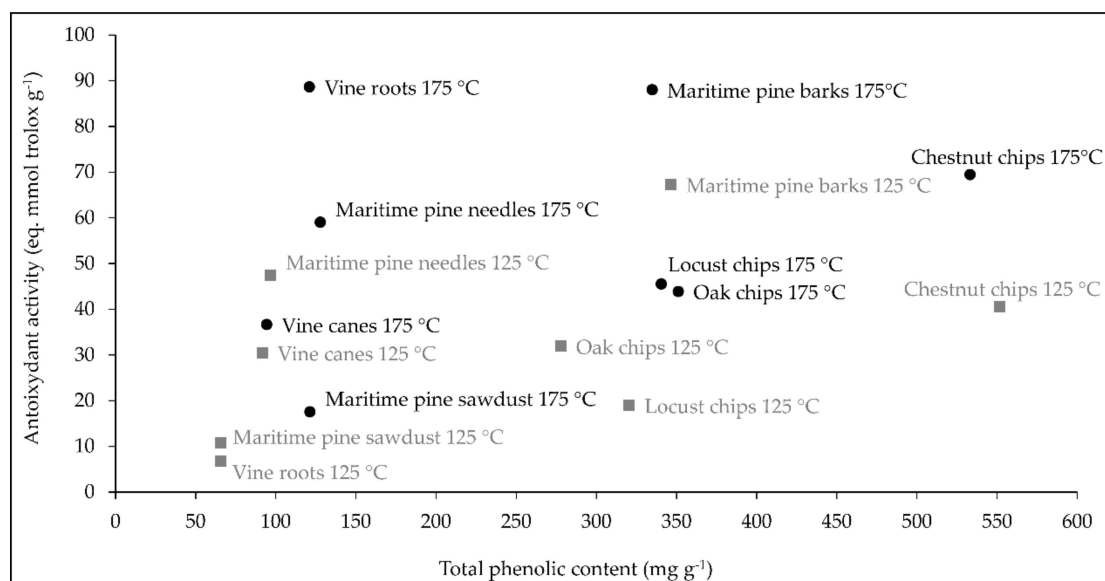 Antoixydant activity (eq. mmol trolox g⁻¹)
100
90
80
70
60
50
40
30
20
10
0
Vine roots 175 °C
Maritime pine barks 175°C
Chestnut chips 175°C
Maritime pine barks 125 °C
Maritime pine needles 175 °C
Maritime pine needles 125 °C
Locust chips 175 °C
Oak chips 175 °C
Chestnut chips 125 °C
Vine canes 175 °C
Vine canes 125 °C
Oak chips 125 °C
Maritime pine sawdust 175 °C
Locust chips 125 °C
Maritime pine sawdust 125 °C
Vine roots 125 °C
0 50 100 150 200 250 300 350 400 450 500 550 600
Total phenolic content (mg g⁻¹)